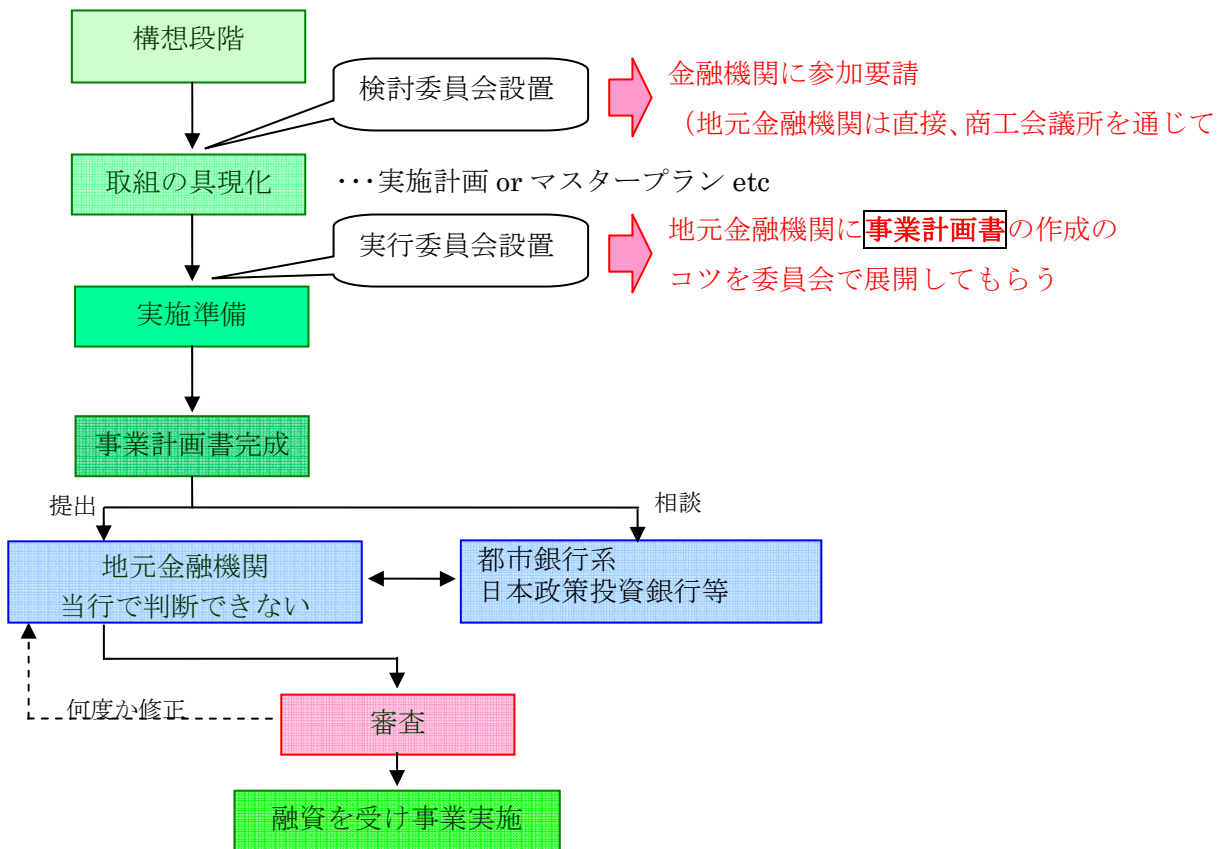 構想段階
検討委員会設置
金融機関に参加要請
（地元金融機関は直接、商工会議所を通じて
取組の具現化
･･･実施計画 or マスタープラン etc
実行委員会設置
地元金融機関に事業計画書の作成の
コツを委員会で展開してもらう
実施準備
事業計画書完成
提出
相談
地元金融機関
当行で判断できない
都市銀行系
日本政策投資銀行等
何度か修正
審査
融資を受け事業実施